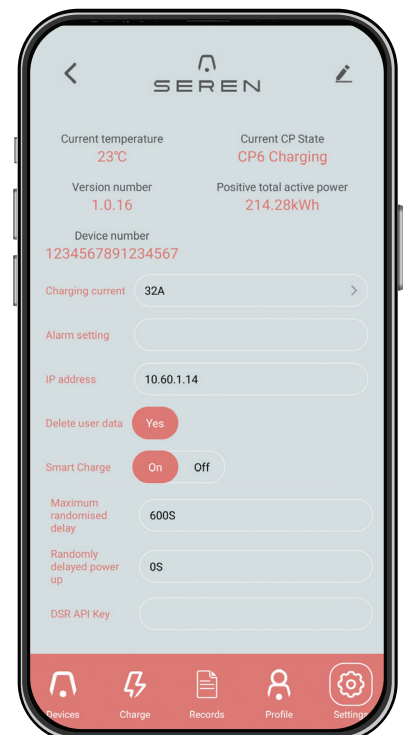 SEREN
Current temperature
23℃
Current CP State
CP6 Charging
Version number
1.0.16
Positive total active power
214.28kWh
Device number
1234567891234567
Charging current 32A
Alarm setting
IP address 10.60.1.14
Delete user data Yes
Smart Charge On Off
Maximum
randomised
delay
600S
Randomly
delayed power
up
0S
DSR API Key
Devices Charge Records Profile Settings